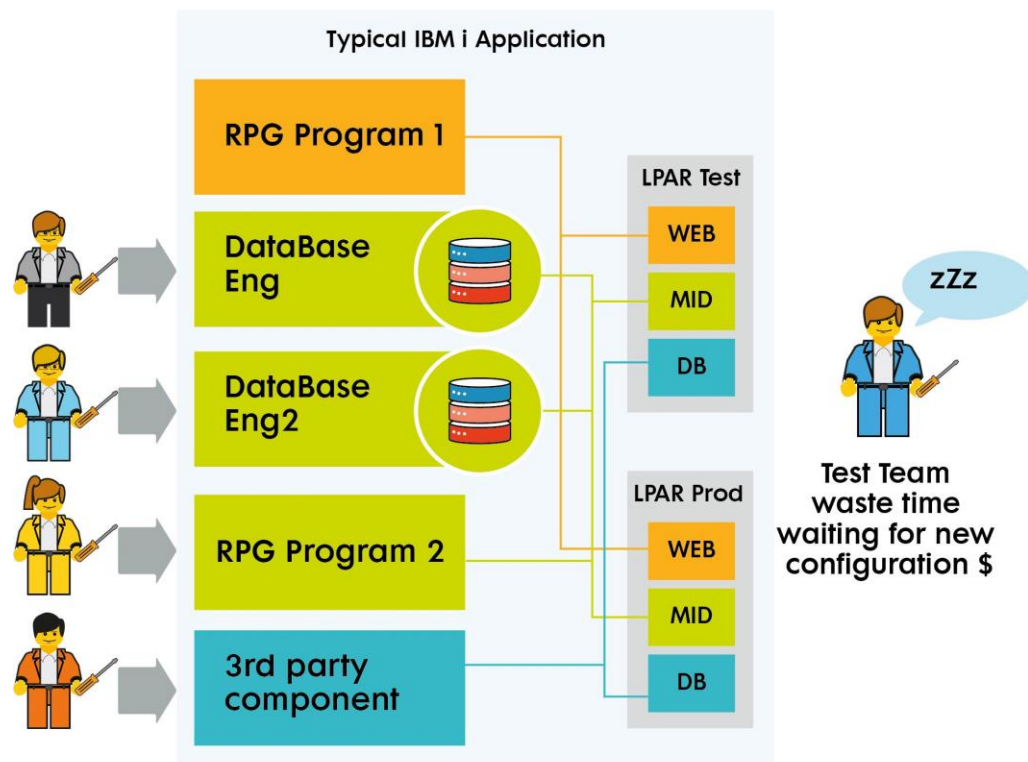 Typical IBM i Application
RPG Program 1
DataBase
Eng
DataBase
Eng2
RPG Program 2
3rd party
component
LPAR Test
WEB
MID
DB
LPAR Prod
WEB
MID
DB
zZz
Test Team
waste time
waiting for new
configuration $